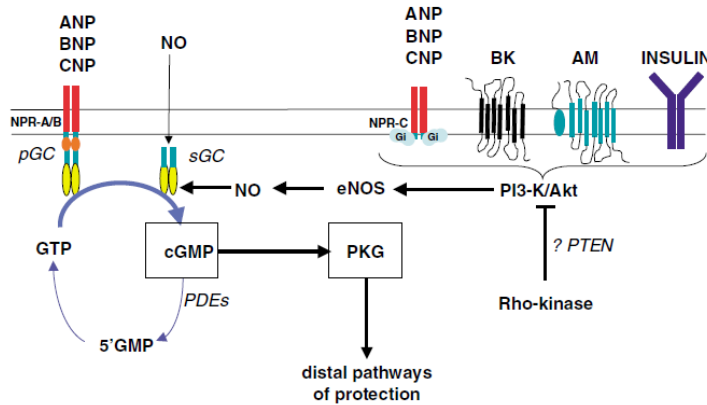 ANP
BNP
CNP
NO
ANP
BNP
CNP
BK
AM
INSULIN
NPR-A/B
NPR-C
Gi
Gi
pGC
sGC
NO
eNOS
PI3-K/Akt
GTP
cGMP
PKG
? PTEN
PDEs
Rho-kinase
5'GMP
distal pathways
of protection